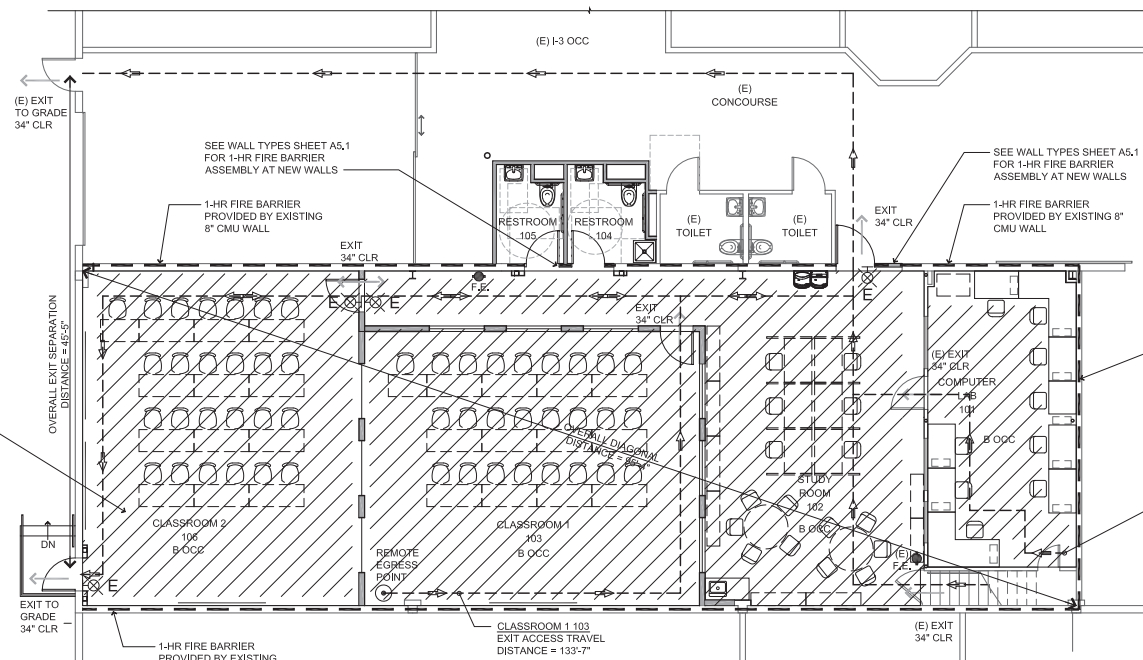 (E) I-3 OCC
(E)
CONCOURSE
(E) EXIT
TO GRADE
34" CLR
SEE WALL TYPES SHEET A5.1
FOR 1-HR FIRE BARRIER
ASSEMBLY AT NEW WALLS
SEE WALL TYPES SHEET A5.1
FOR 1-HR FIRE BARRIER
ASSEMBLY AT NEW WALLS
1-HR FIRE BARRIER
PROVIDED BY EXISTING
8" CMU WALL
1-HR FIRE BARRIER
PROVIDED BY EXISTING 8"
CMU WALL
RESTROOM
105
RESTROOM
104
(E)
TOILET
(E)
TOILET
EXIT
34" CLR
EXIT
34" CLR
F.E.
E
E
E
EXIT
34" CLR
OVERALL EXIT SEPARATION
DISTANCE = 45'-5"
(E) EXIT
34" CLR
COMPUTER
LAB
101
B OCC
OVERALL DIAGONAL
STUDY
ROOM
102
B OCC
CLASSROOM 2
106
B OCC
CLASSROOM 1
103
B OCC
REMOTE
EGRESS
POINT
(E)
F.E.
DN
E
EXIT TO
GRADE
34" CLR
CLASSROOM 1 103
EXIT ACCESS TRAVEL
DISTANCE = 133'-7"
(E) EXIT
34" CLR
1-HR FIRE BARRIER
PROVIDED BY EXISTING